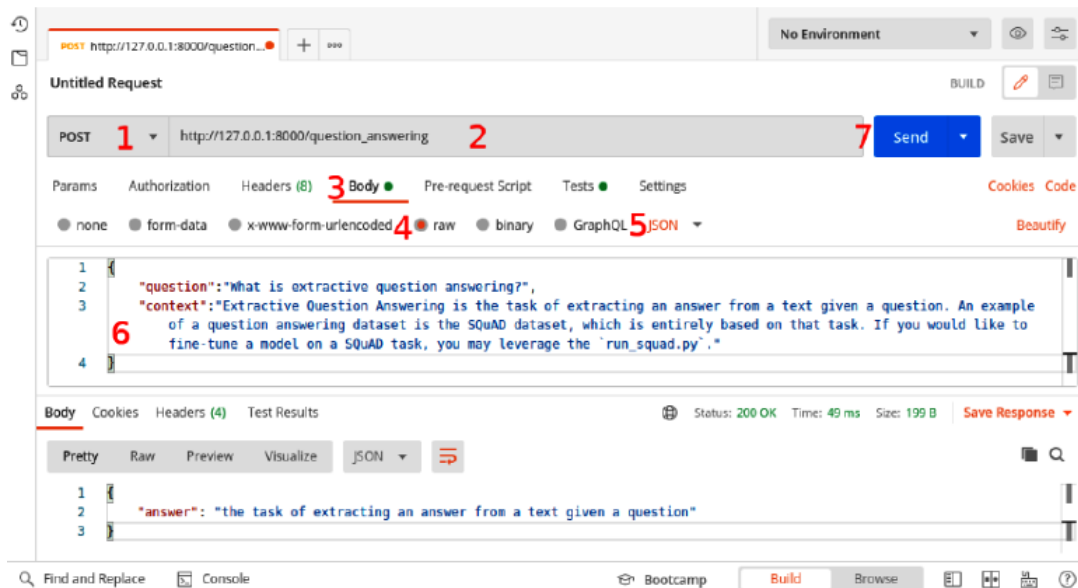 POST http://127.0.0.1:8000/question...
No Environment
Untitled Request
BUILD
POST 1 http://127.0.0.1:8000/question_answering 2
7 Send Save
Params Authorization Headers (8) 3 Body Pre-request Script Tests Settings Cookies Code
none form-data x-www-form-urlencoded 4 raw binary GraphQL 5 JSON Beautify
1 {
2 "question":"What is extractive question answering?",
3 "context":"Extractive Question Answering is the task of extracting an answer from a text given a question. An example
of a question answering dataset is the SQuAD dataset, which is entirely based on that task. If you would like to
6 fine-tune a model on a SQuAD task, you may leverage the `run_squad.py`."
4 }
Body Cookies Headers (4) Test Results Status: 200 OK Time: 49 ms Size: 199 B Save Response
Pretty Raw Preview Visualize JSON
1 {
2 "answer": "the task of extracting an answer from a text given a question"
3 }
Find and Replace Console Bootcamp Build Browse